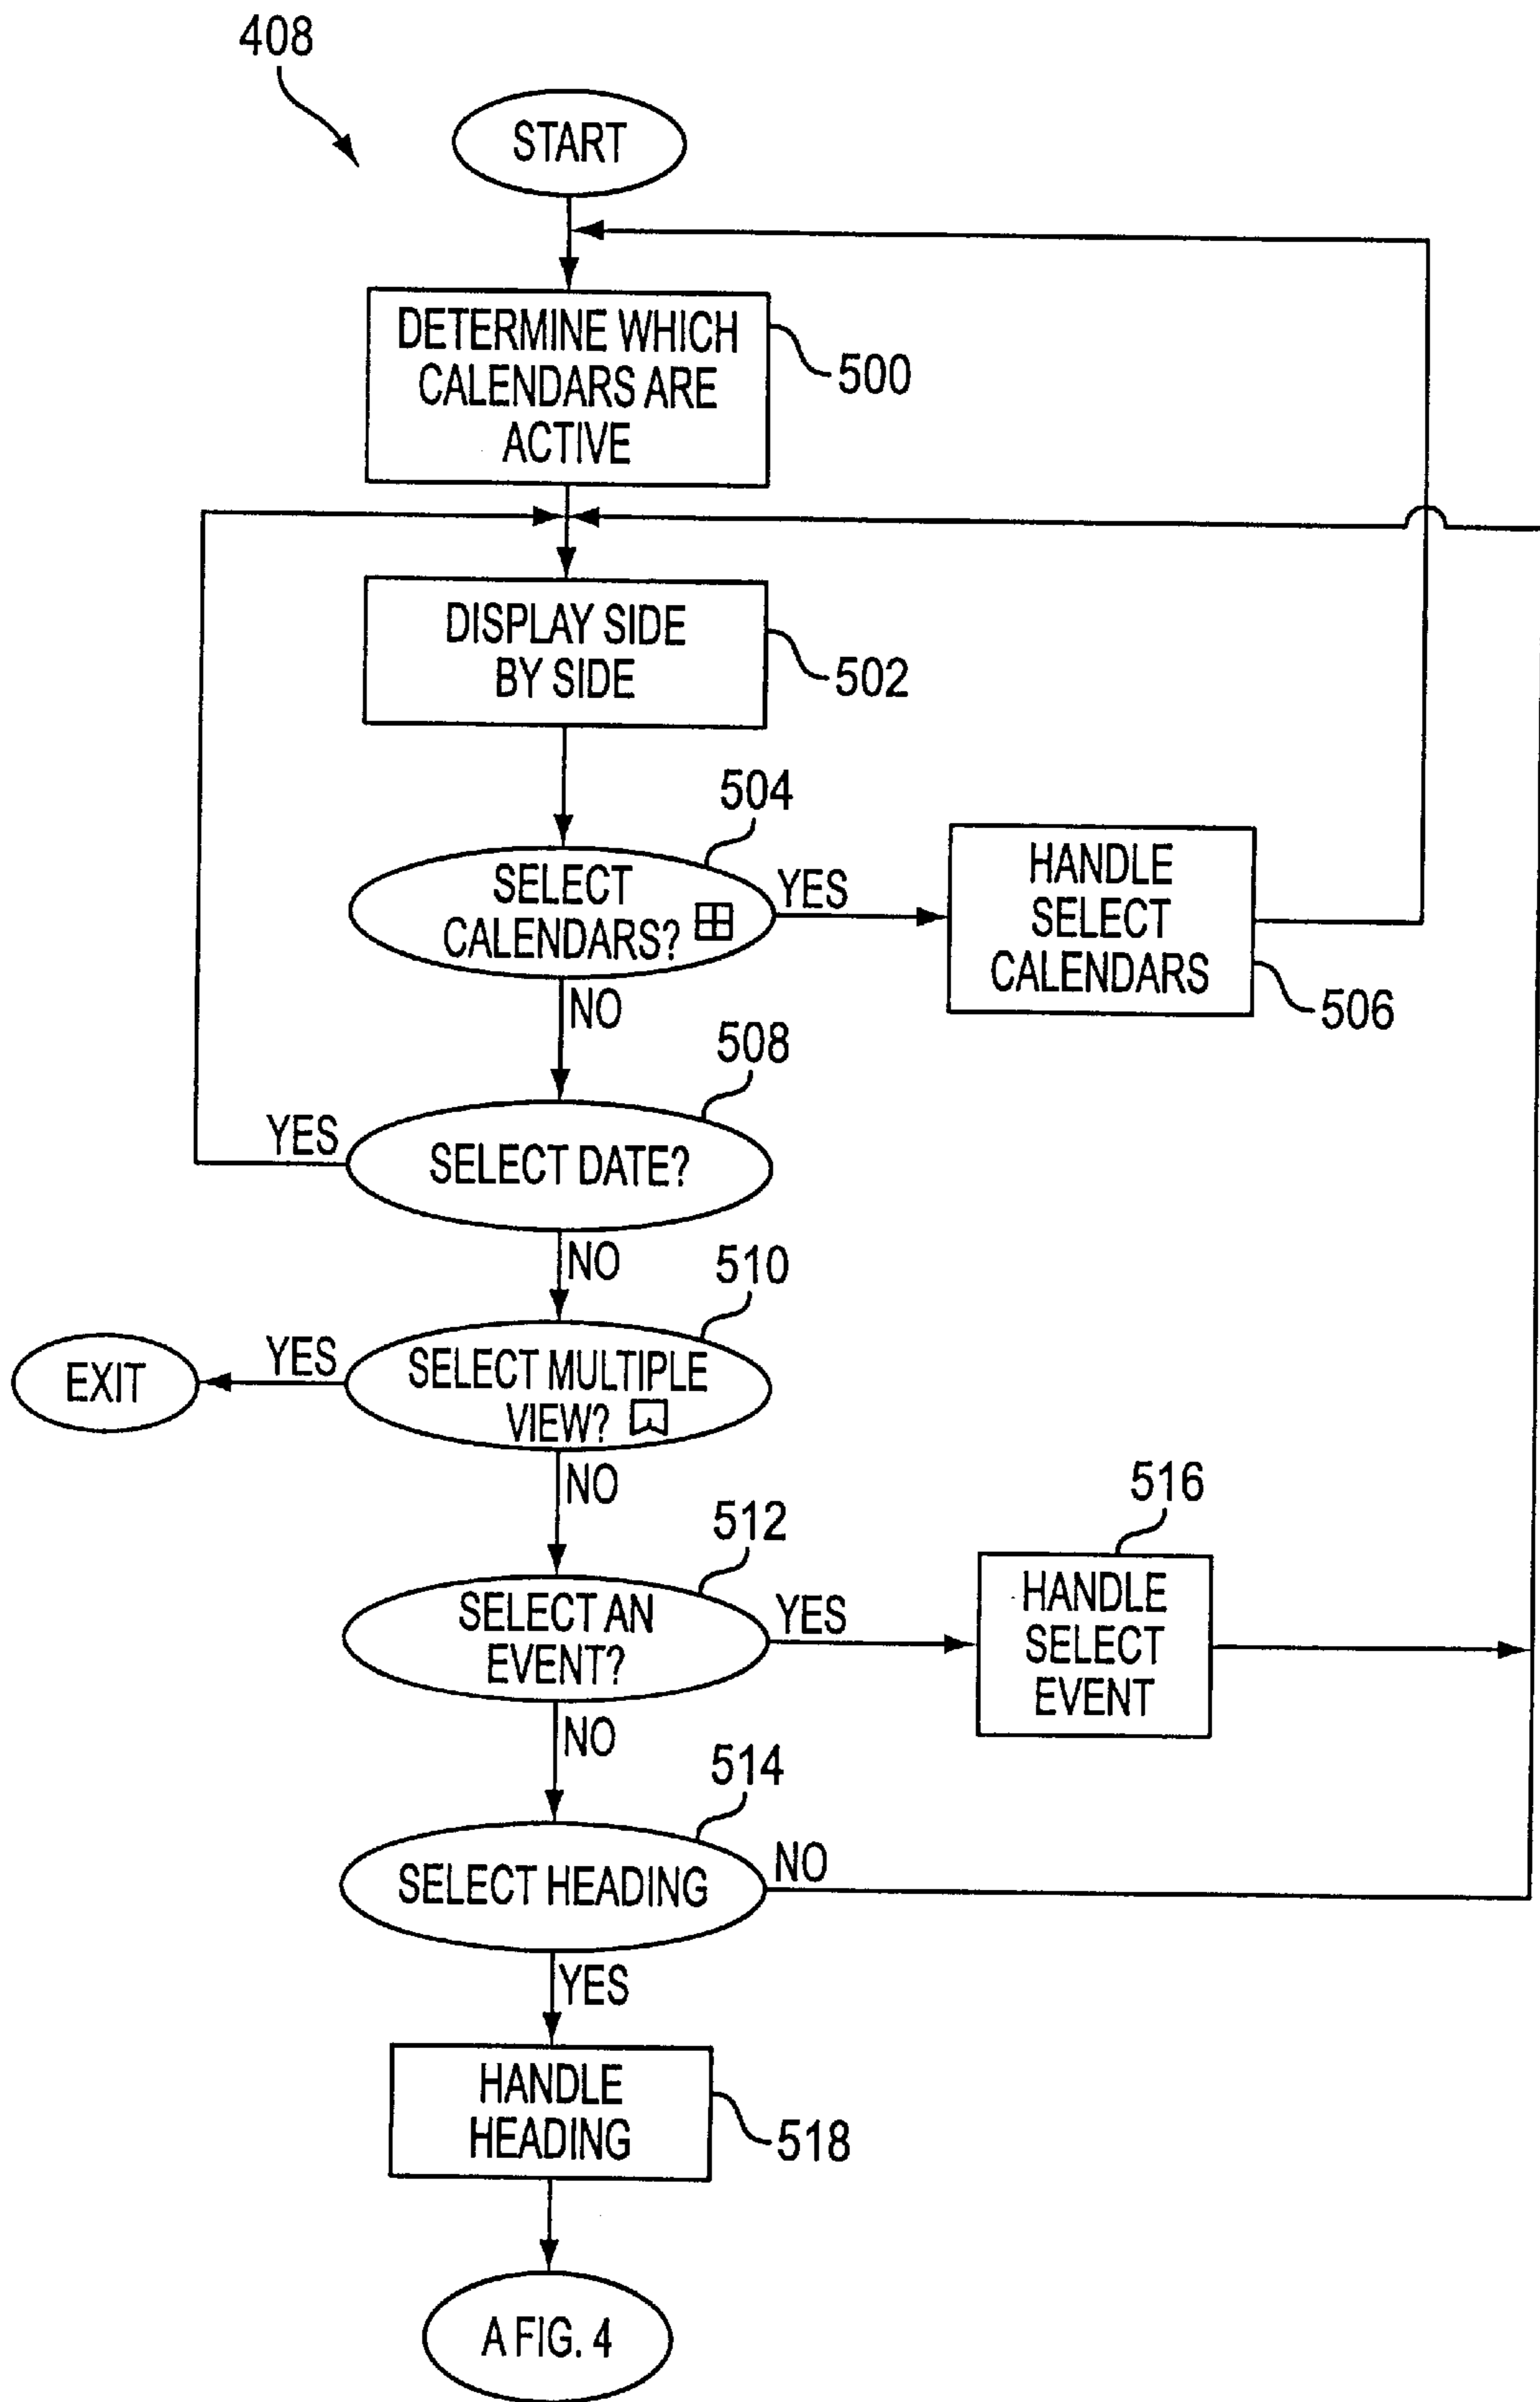 408
START
DETERMINE WHICH
CALENDARS ARE
ACTIVE
500
DISPLAY SIDE
BY SIDE
502
504
SELECT
CALENDARS?
YES
HANDLE
SELECT
CALENDARS
506
NO
508
YES
SELECT DATE?
NO
510
EXIT
YES
SELECT MULTIPLE
VIEW?
NO
512
516
SELECT AN
EVENT?
YES
HANDLE
SELECT
EVENT
NO
514
SELECT HEADING
NO
YES
HANDLE
HEADING
518
A FIG. 4